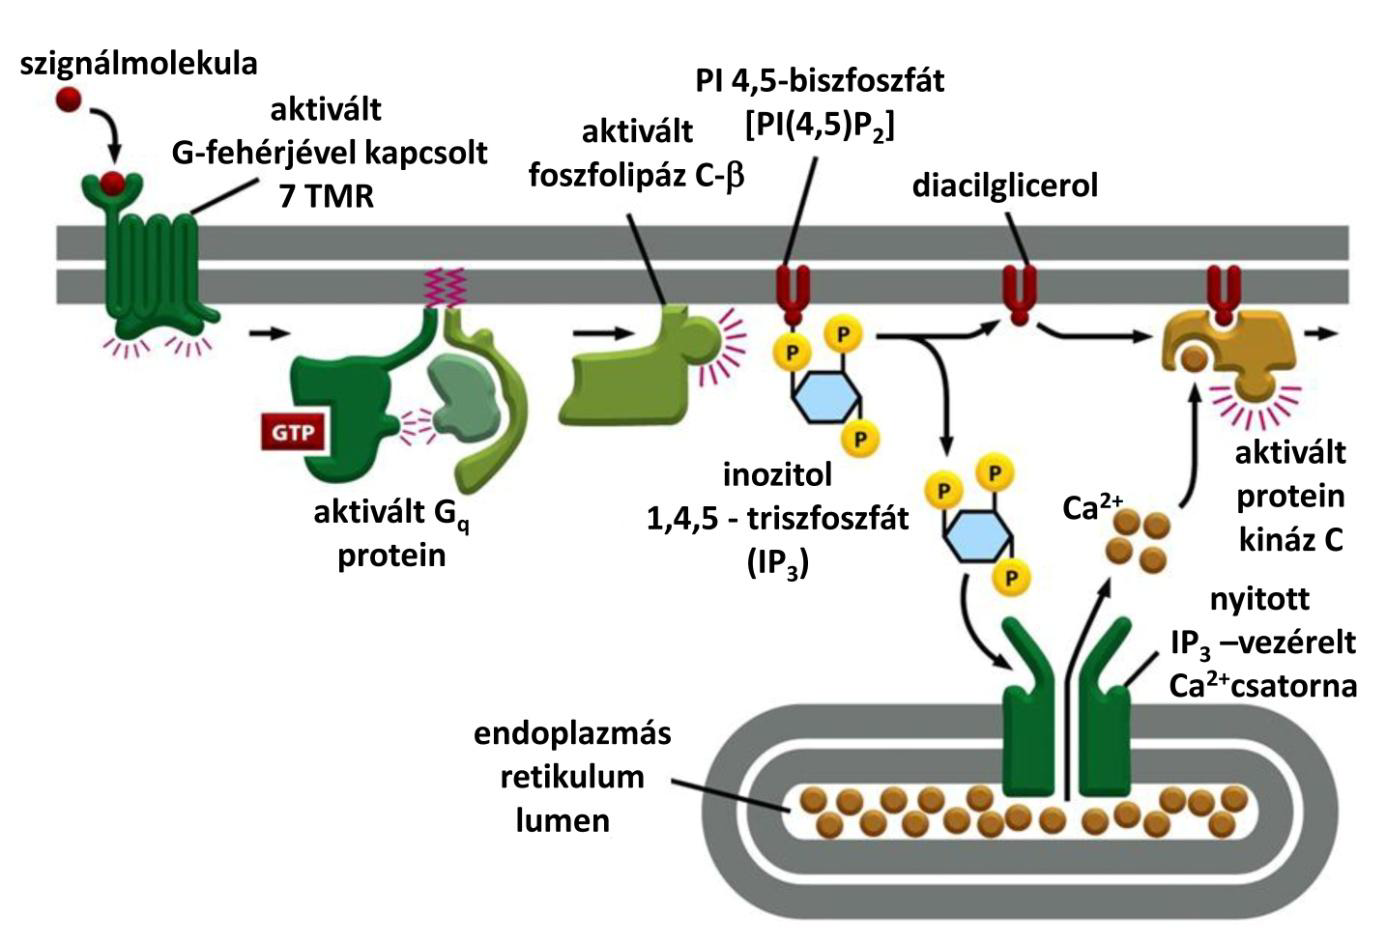 szignálmolekula
aktivált
G-fehérjével kapcsolt
7 TMR
aktivált
foszfolipáz C-β
PI 4,5-biszfoszfát
[PI(4,5)P₂]
diacilglicerol
GTP
aktivált Gq
protein
P
P
P
inozitol
1,4,5 - triszfoszfát
(IP₃)
P
P
P
Ca²⁺
aktivált
protein
kináz C
nyitott
IP₃ –vezérelt
Ca²⁺csatorna
endoplazmás
retikulum
lumen